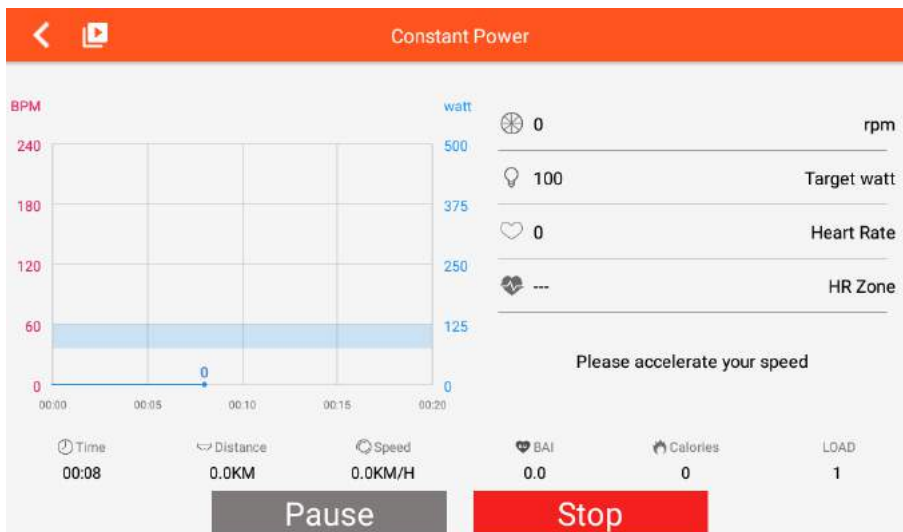 Constant Power
BPM
watt
240
500
180
375
120
250
60
125
0
0
0
00:00 00:05 00:10 00:15 00:20
0 rpm
100 Target watt
0 Heart Rate
--- HR Zone
Please accelerate your speed
Time Distance Speed BAI Calories LOAD
00:08 0.0KM 0.0KM/H 0.0 0 1
Pause Stop